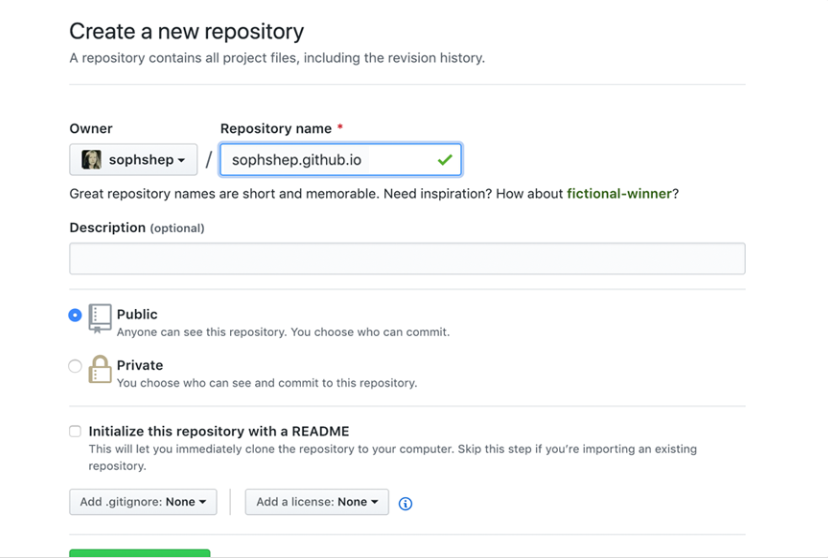 Create a new repository
A repository contains all project files, including the revision history.
Owner Repository name *
sophshep / sophshep.github.io
Great repository names are short and memorable. Need inspiration? How about fictional-winner?
Description (optional)
Public
Anyone can see this repository. You choose who can commit.
Private
You choose who can see and commit to this repository.
Initialize this repository with a README
This will let you immediately clone the repository to your computer. Skip this step if you're importing an existing
repository.
Add .gitignore: None Add a license: None